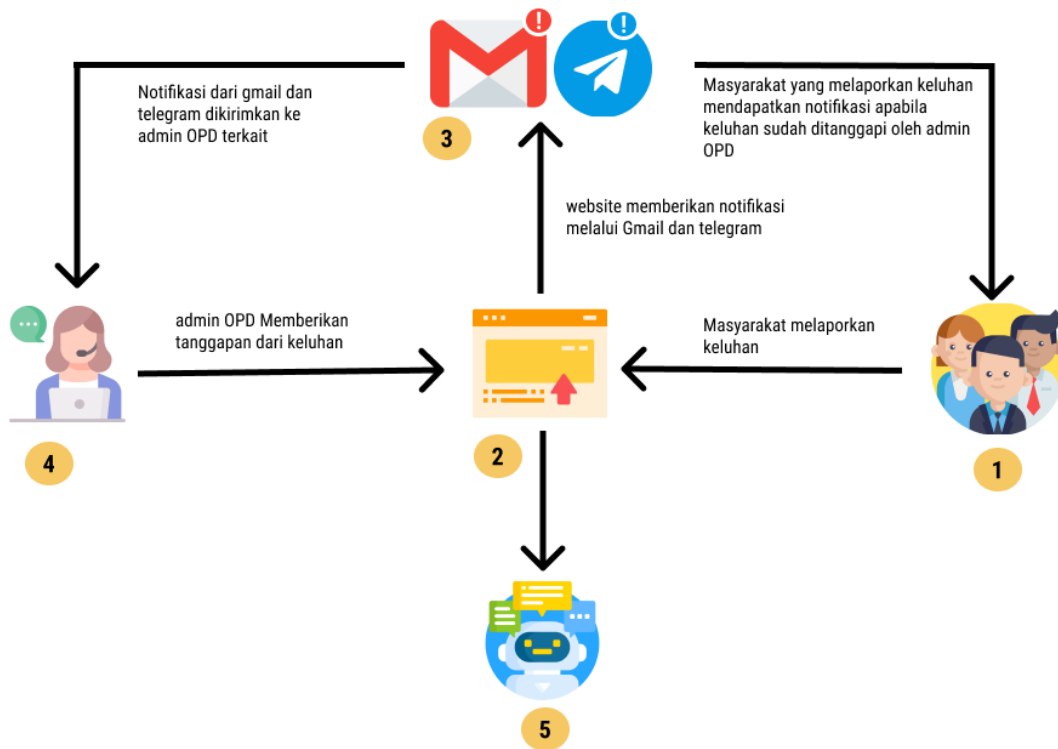 Notifikasi dari gmail dan
telegram dikirimkan ke
admin OPD terkait
3
Masyarakat yang melaporkan keluhan
mendapatkan notifikasi apabila
keluhan sudah ditanggapi oleh admin
OPD
website memberikan notifikasi
melalui Gmail dan telegram
admin OPD Memberikan
tanggapan dari keluhan
Masyarakat melaporkan
keluhan
4
2
1
5